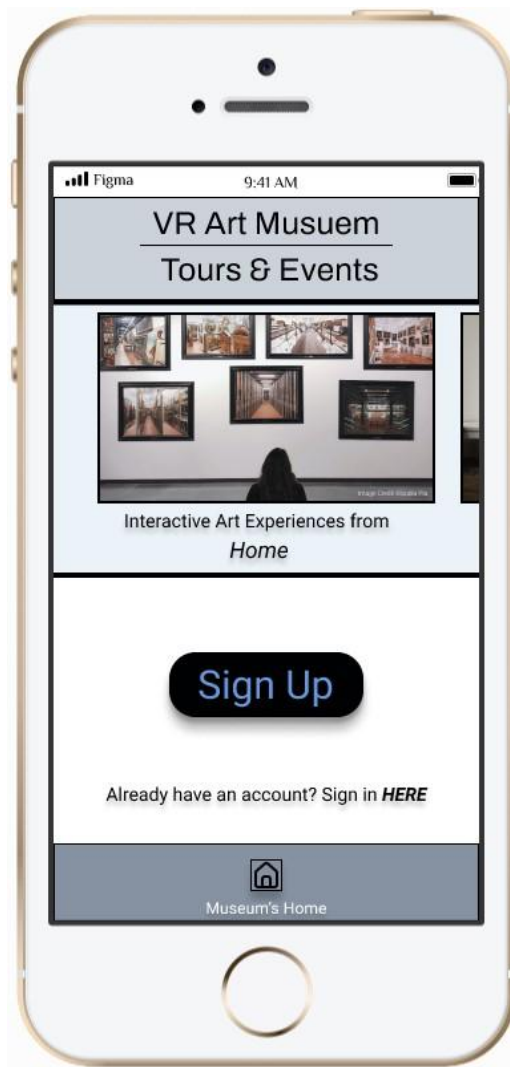 Figma 9:41 AM
VR Art Musuem
Tours & Events
Interactive Art Experiences from
Home
Sign Up
Already have an account? Sign in HERE
Museum's Home